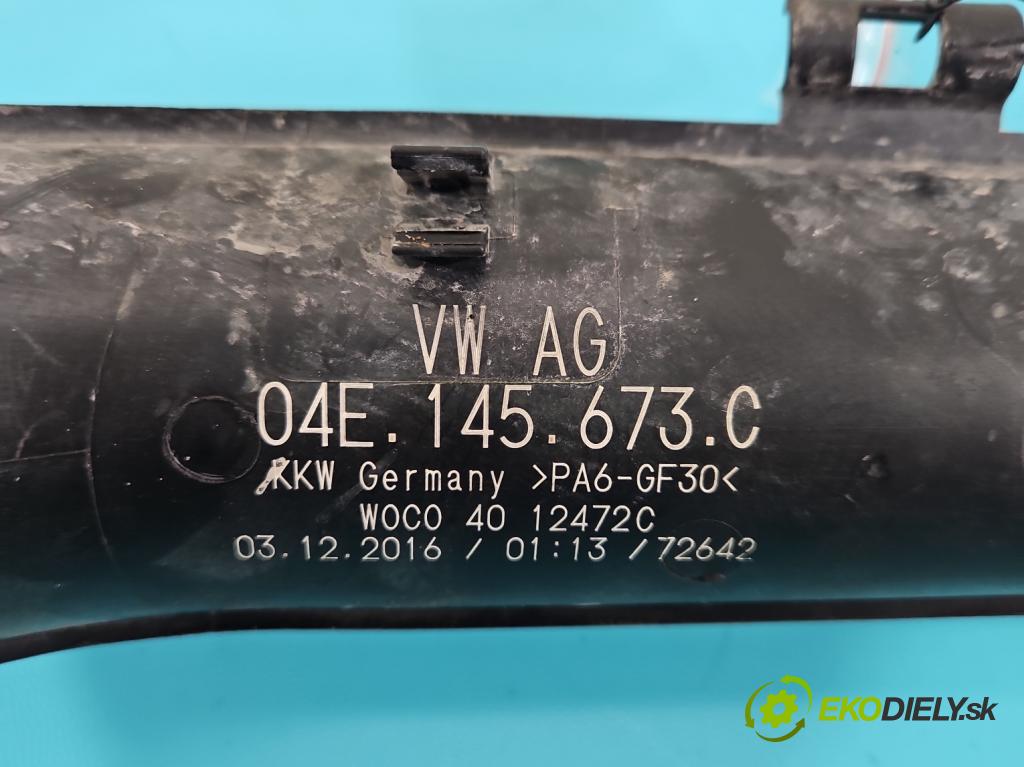 VW AG
04E.145.673.C
KKW Germany >PA6-GF30<
WOCO 40 12472C
03.12.2016 / 01:13 /72642
EKODIELY.sk